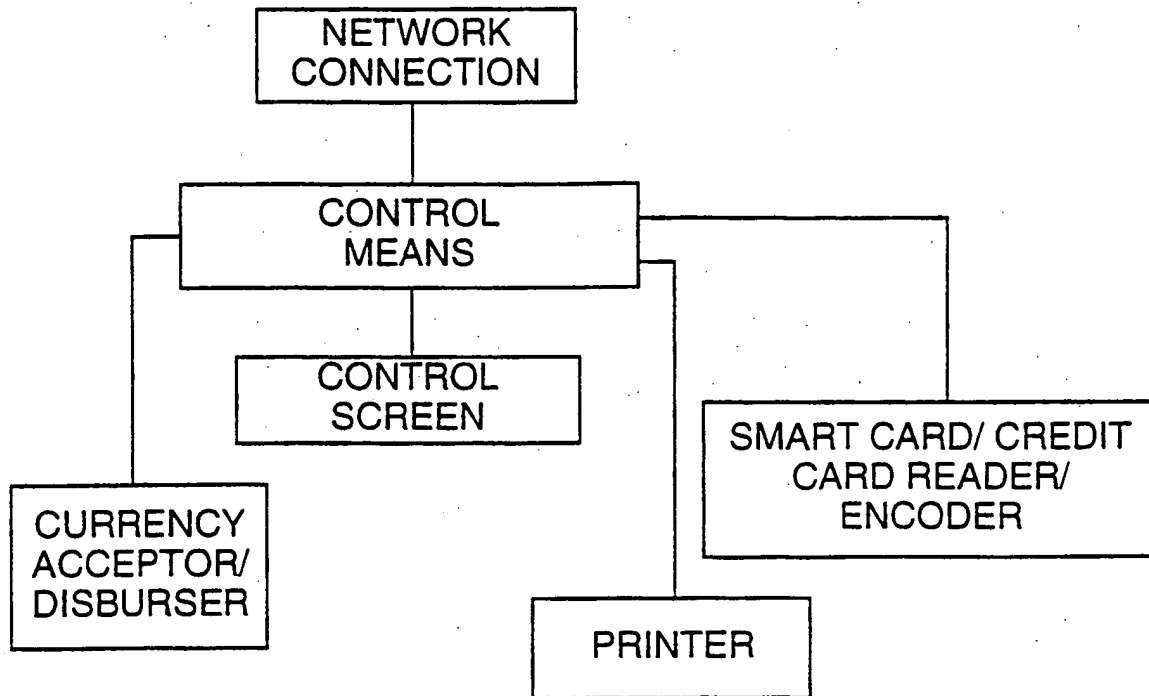 NETWORK
CONNECTION
CONTROL
MEANS
CONTROL
SCREEN
SMART CARD/ CREDIT
CARD READER/
ENCODER
CURRENCY
ACCEPTOR/
DISBURSER
PRINTER